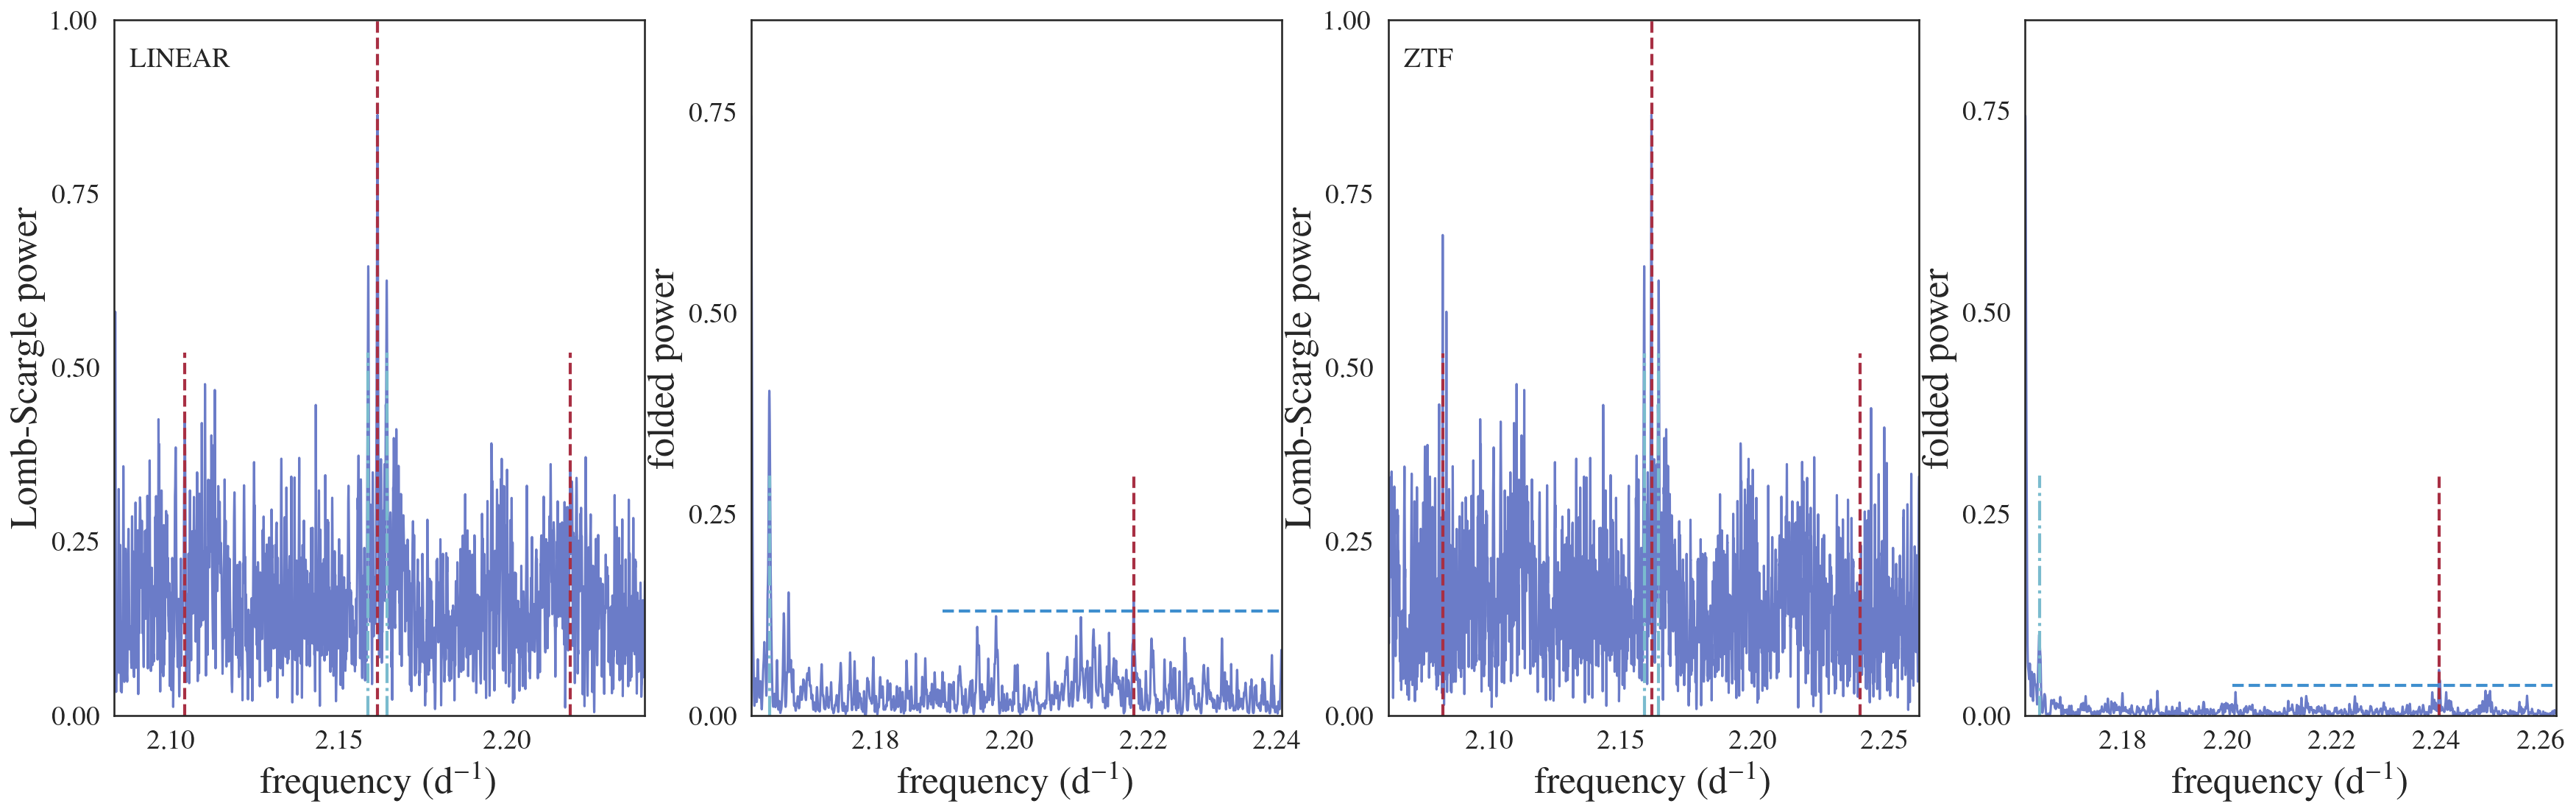 LINEAR
Lomb-Scargle power
1.00
0.75
0.50
0.25
0.00
2.10 2.15 2.20
frequency (d⁻¹)
folded power
0.75
0.50
0.25
0.00
2.18 2.20 2.22 2.24
frequency (d⁻¹)
ZTF
Lomb-Scargle power
1.00
0.75
0.50
0.25
0.00
2.10 2.15 2.20 2.25
frequency (d⁻¹)
folded power
0.75
0.50
0.25
0.00
2.18 2.20 2.22 2.24 2.26
frequency (d⁻¹)